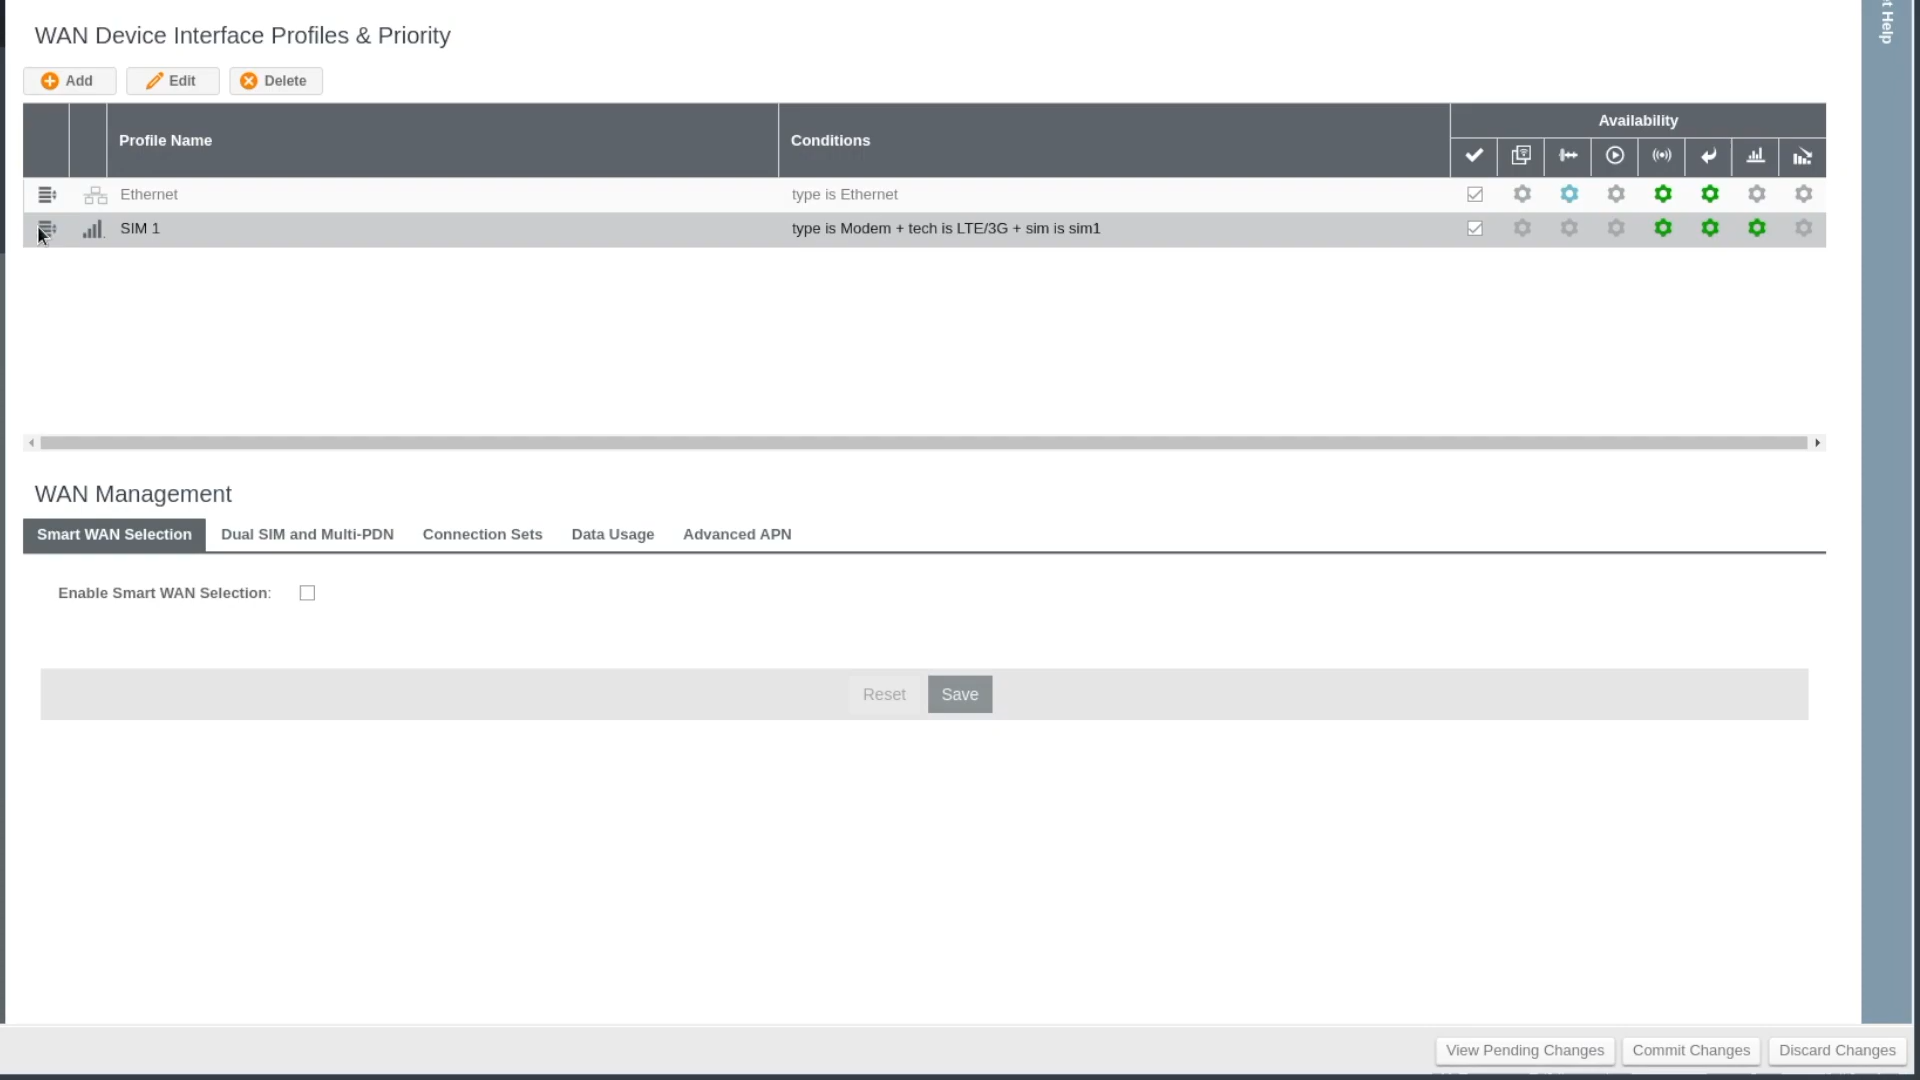 et Help
WAN Device Interface Profiles & Priority
Add Edit Delete
Profile Name Conditions Availability
Ethernet type is Ethernet
SIM 1 type is Modem + tech is LTE/3G + sim is sim1
WAN Management
Smart WAN Selection Dual SIM and Multi-PDN Connection Sets Data Usage Advanced APN
Enable Smart WAN Selection:
Reset Save
View Pending Changes Commit Changes Discard Changes